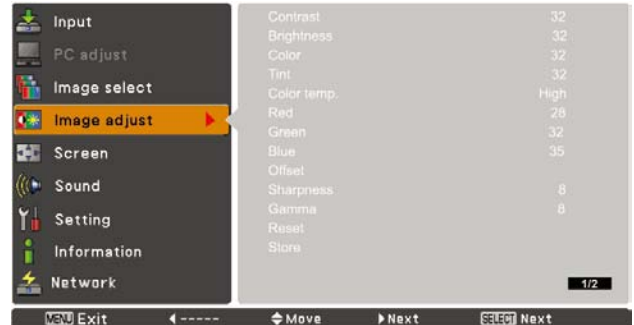 Input
PC adjust
Image select
Image adjust
Screen
Sound
Setting
Information
Network
Contrast 32
Brightness 32
Color 32
Tint 32
Color temp. High
Red 28
Green 32
Blue 35
Offset
Sharpness 8
Gamma 8
Reset
Store
1/2
MENU Exit ◀ ----- Move ▶ Next SELECT Next